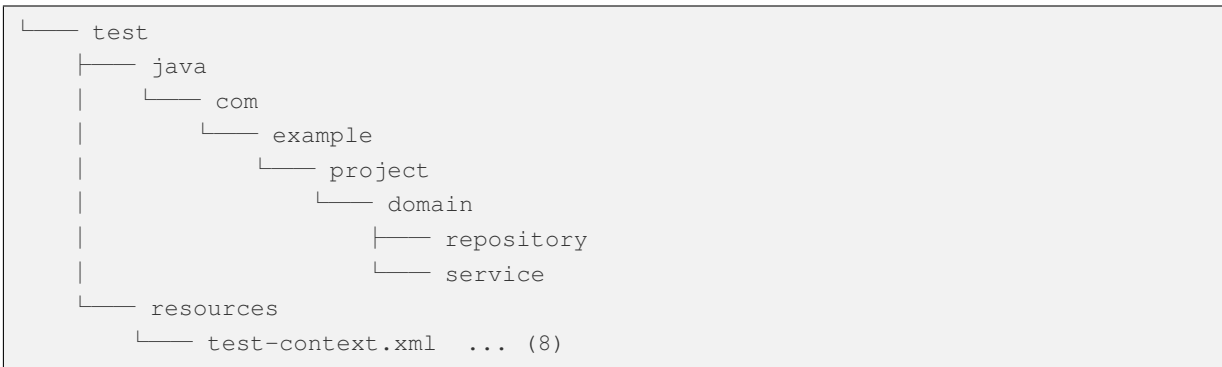 └─── test
    ├─── java
    │   └─── com
    │       └─── example
    │           └─── project
    │               └─── domain
    │                   ├─── repository
    │                   └─── service
    └─── resources
        └─── test-context.xml  ... (8)